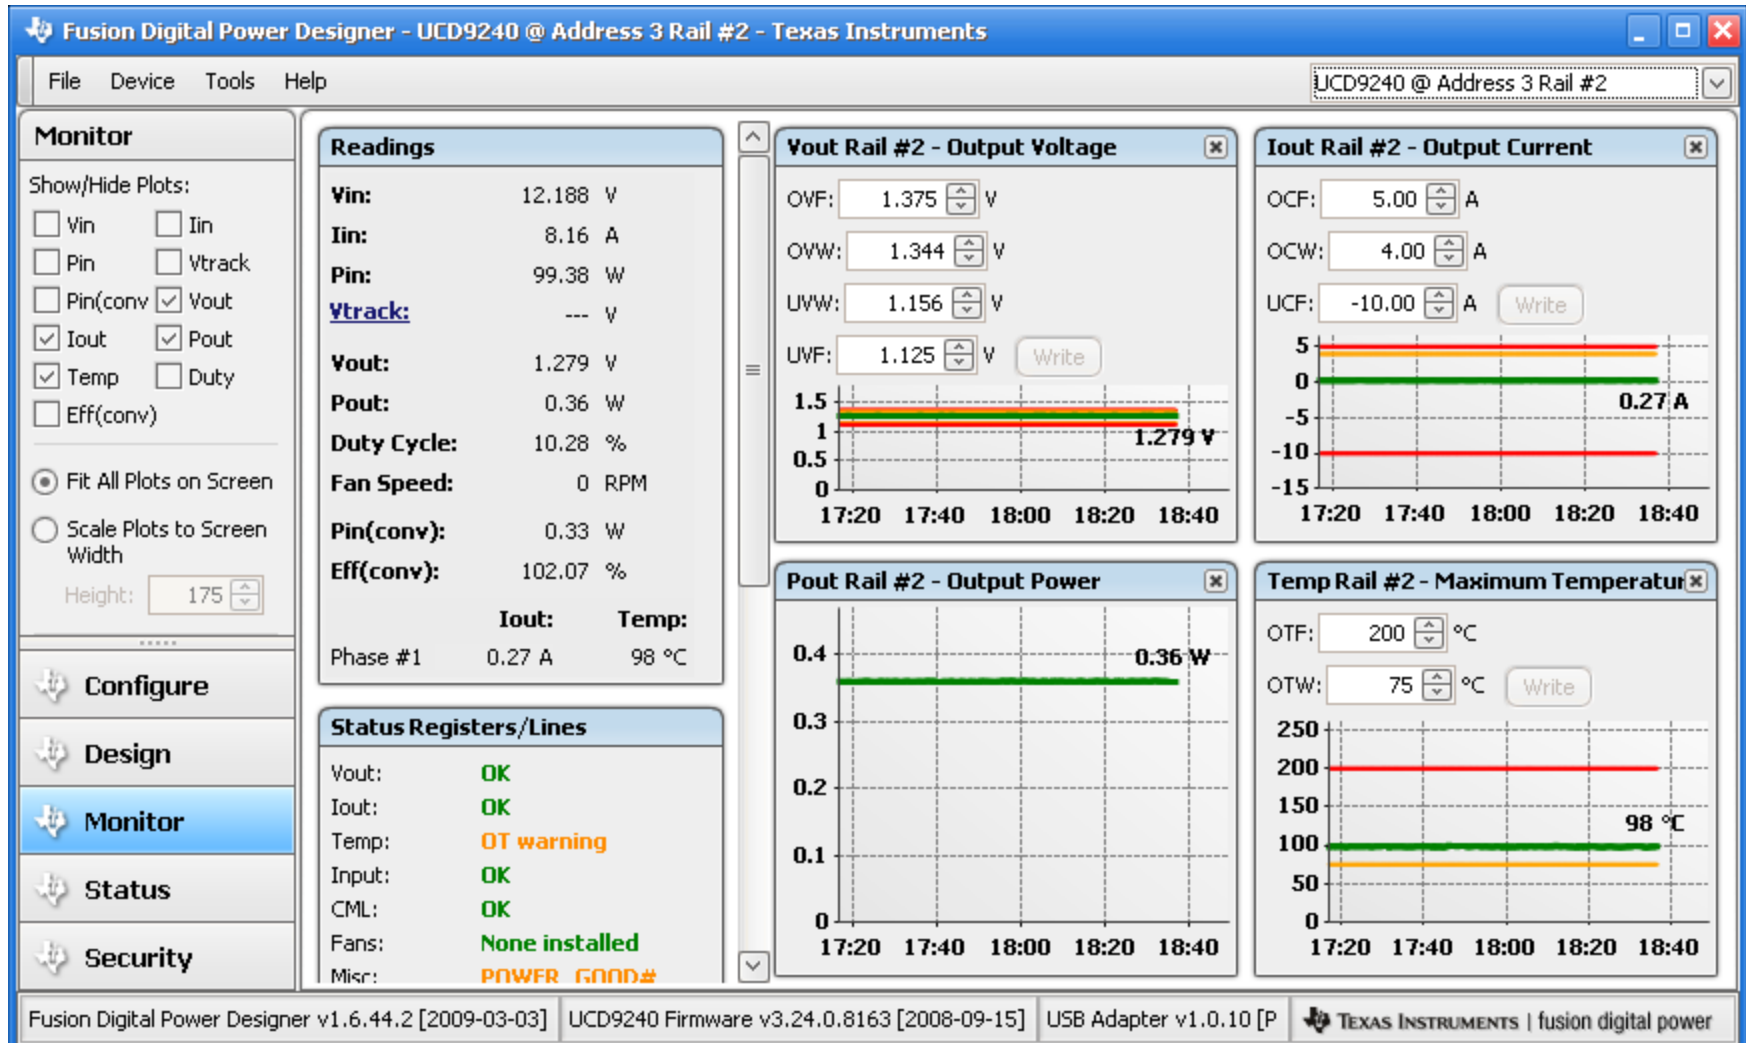 Fusion Digital Power Designer - UCD9240 @ Address 3 Rail #2 - Texas Instruments
File Device Tools Help
UCD9240 @ Address 3 Rail #2
Monitor
Show/Hide Plots:
Vin Iin
Pin Vtrack
Pin(conv Vout
Iout Pout
Temp Duty
Eff(conv)
Fit All Plots on Screen
Scale Plots to Screen
Width
Height: 175
Configure
Design
Monitor
Status
Security
Readings
Vin: 12.188 V
Iin: 8.16 A
Pin: 99.38 W
Vtrack: --- V
Vout: 1.279 V
Pout: 0.36 W
Duty Cycle: 10.28 %
Fan Speed: 0 RPM
Pin(conv): 0.33 W
Eff(conv): 102.07 %
Iout: Temp:
Phase #1 0.27 A 98 °C
Status Registers/Lines
Vout: OK
Iout: OK
Temp: OT warning
Input: OK
CML: OK
Fans: None installed
Misc: POWER_GOOD#
Vout Rail #2 - Output Voltage
OVF: 1.375 V
OVW: 1.344 V
UVW: 1.156 V
UVF: 1.125 V Write
1.5
1
0.5
0
1.279 V
17:20 17:40 18:00 18:20 18:40
Iout Rail #2 - Output Current
OCF: 5.00 A
OCW: 4.00 A
UCF: -10.00 A Write
5
0
-5
-10
-15
0.27 A
17:20 17:40 18:00 18:20 18:40
Pout Rail #2 - Output Power
0.4
0.3
0.2
0.1
0
0.36 W
17:20 17:40 18:00 18:20 18:40
Temp Rail #2 - Maximum Temperatur
OTF: 200 °C
OTW: 75 °C Write
250
200
150
100
50
0
98 °C
17:20 17:40 18:00 18:20 18:40
Fusion Digital Power Designer v1.6.44.2 [2009-03-03]
UCD9240 Firmware v3.24.0.8163 [2008-09-15]
USB Adapter v1.0.10 [P
TEXAS INSTRUMENTS | fusion digital power